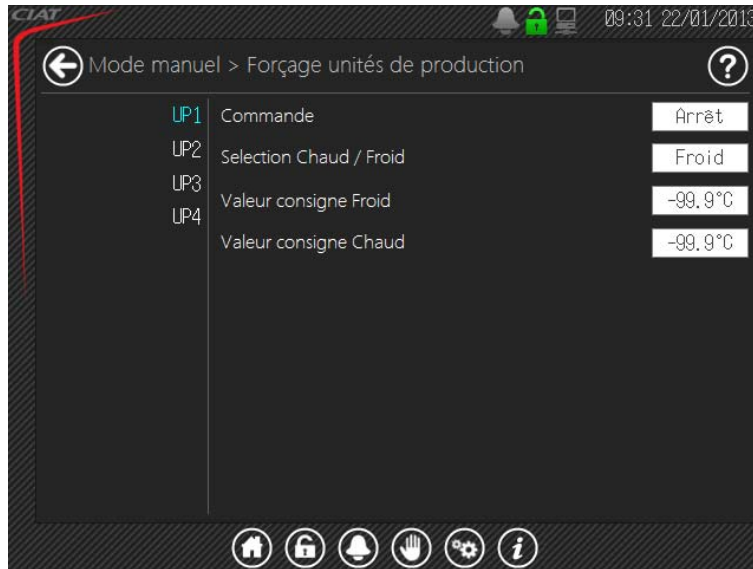 CIAT
09:31 22/01/2013
Mode manuel > Forçage unités de production
?
UP1
Commande
Arrêt
UP2
Selection Chaud / Froid
Froid
UP3
Valeur consigne Froid
-99.9°C
UP4
Valeur consigne Chaud
-99.9°C
i